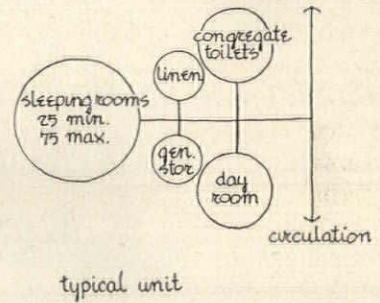 congregate
toilets
linen
sleeping rooms
25 min.
75 max.
gen.
stor
day
room
circulation
typical unit